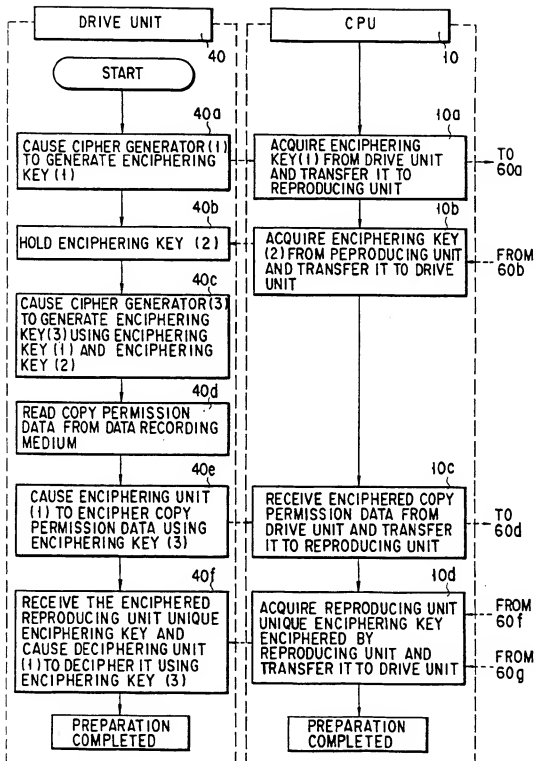 DRIVE UNIT
40
START
40a
CAUSE CIPHER GENERATOR(1)
TO GENERATE ENCIPHERING
KEY(1)
40b
HOLD ENCIPHERING KEY (2)
40c
CAUSE CIPHER GENERATOR(3)
TO GENERATE ENCIPHERING
KEY(3) USING ENCIPHERING
KEY (1) AND ENCIPHERING
KEY (2)
40d
READ COPY PERMISSION
DATA FROM DATA RECORDING
MEDIUM
40e
CAUSE ENCIPHERING UNIT
(1) TO ENCIPHER COPY
PERMISSION DATA USING
ENCIPHERING KEY (3)
40f
RECEIVE THE ENCIPHERED
REPRODUCING UNIT UNIQUE
ENCIPHERING KEY AND
CAUSE DECIPHERING UNIT
(1) TO DECIPHER IT USING
ENCIPHERING KEY (3)
PREPARATION
COMPLETED
CPU
10
10a
ACQUIRE ENCIPHERING
KEY(1) FROM DRIVE UNIT
AND TRANSFER IT TO
REPRODUCING UNIT
TO
60a
10b
ACQUIRE ENCIPHERING KEY
(2) FROM PEPRODUCING UNIT
AND TRANSFER IT TO DRIVE
UNIT
FROM
60b
10c
RECEIVE ENCIPHERED COPY
PERMISSION DATA FROM
DRIVE UNIT AND TRANSFER
IT TO REPRODUCING UNIT
TO
60d
10d
ACQUIRE REPRODUCING UNIT
UNIQUE ENCIPHERING KEY
ENCIPHERED BY
REPRODUCING UNIT AND
TRANSFER IT TO DRIVE UNIT
FROM
60f
FROM
60g
PREPARATION
COMPLETED